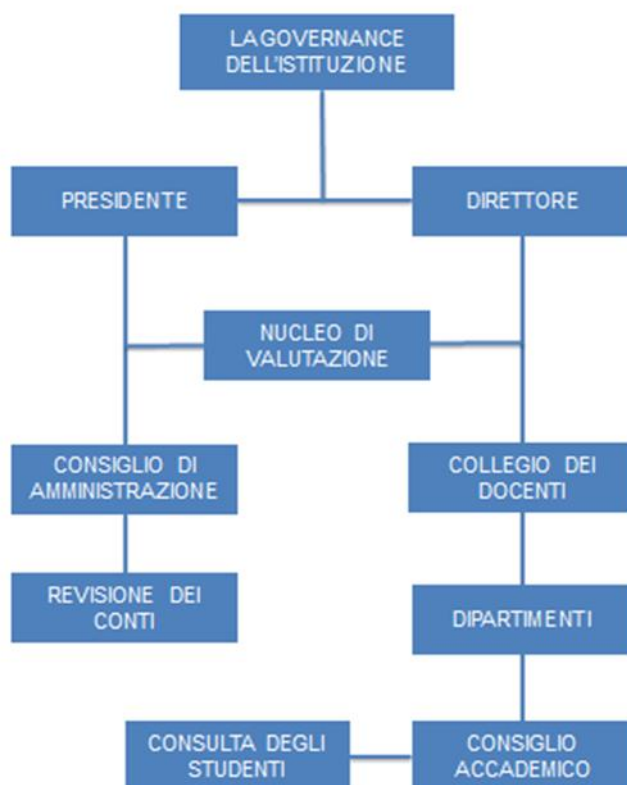 LA GOVERNANCE
DELL'ISTITUZIONE
PRESIDENTE
DIRETTORE
NUCLEO DI
VALUTAZIONE
CONSIGLIO DI
AMMINISTRAZIONE
COLLEGIO DEI
DOCENTI
REVISIONE DEI
CONTI
DIPARTIMENTI
CONSULTA DEGLI
STUDENTI
CONSIGLIO
ACCADEMICO